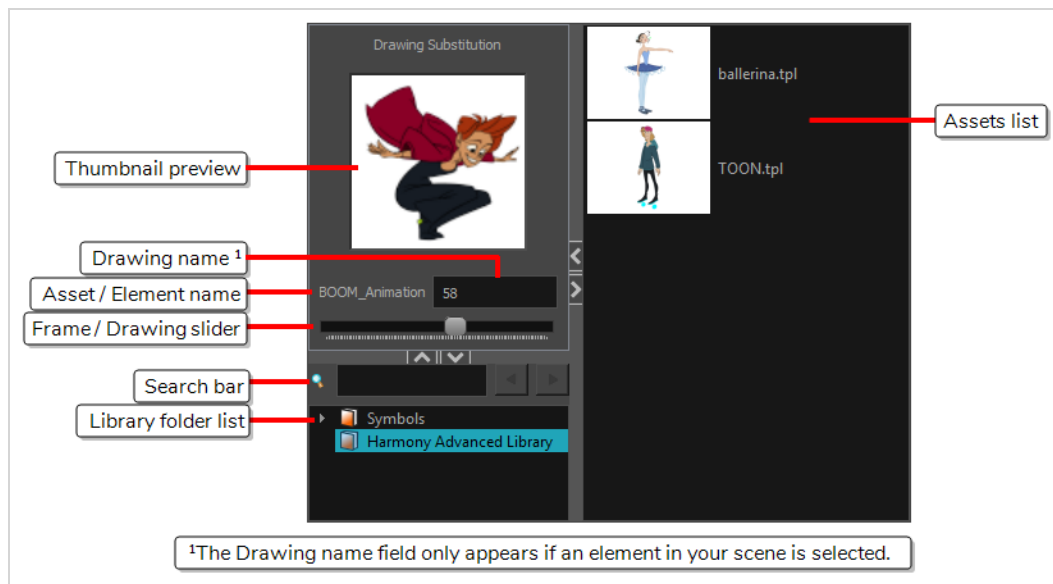 Drawing Substitution
ballerina.tpl
Assets list
Thumbnail preview
TOON.tpl
Drawing name ¹
Asset / Element name
BOOM_Animation 58
Frame / Drawing slider
Search bar
Library folder list
Symbols
Harmony Advanced Library
¹The Drawing name field only appears if an element in your scene is selected.